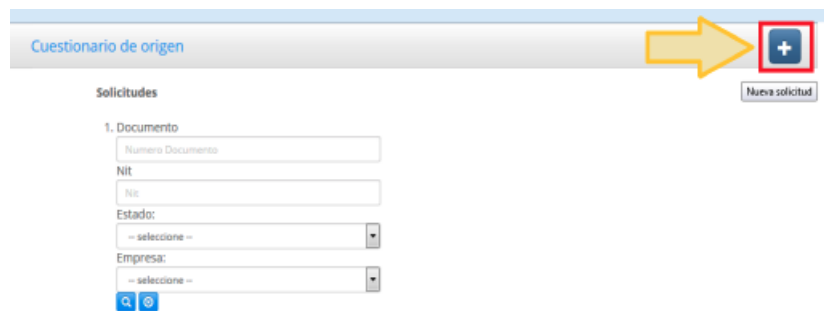 Cuestionario de origen
Nueva solicitud
Solicitudes
1. Documento
Numero Documento
Nit
Nit
Estado:
-- seleccione --
Empresa:
-- seleccione --